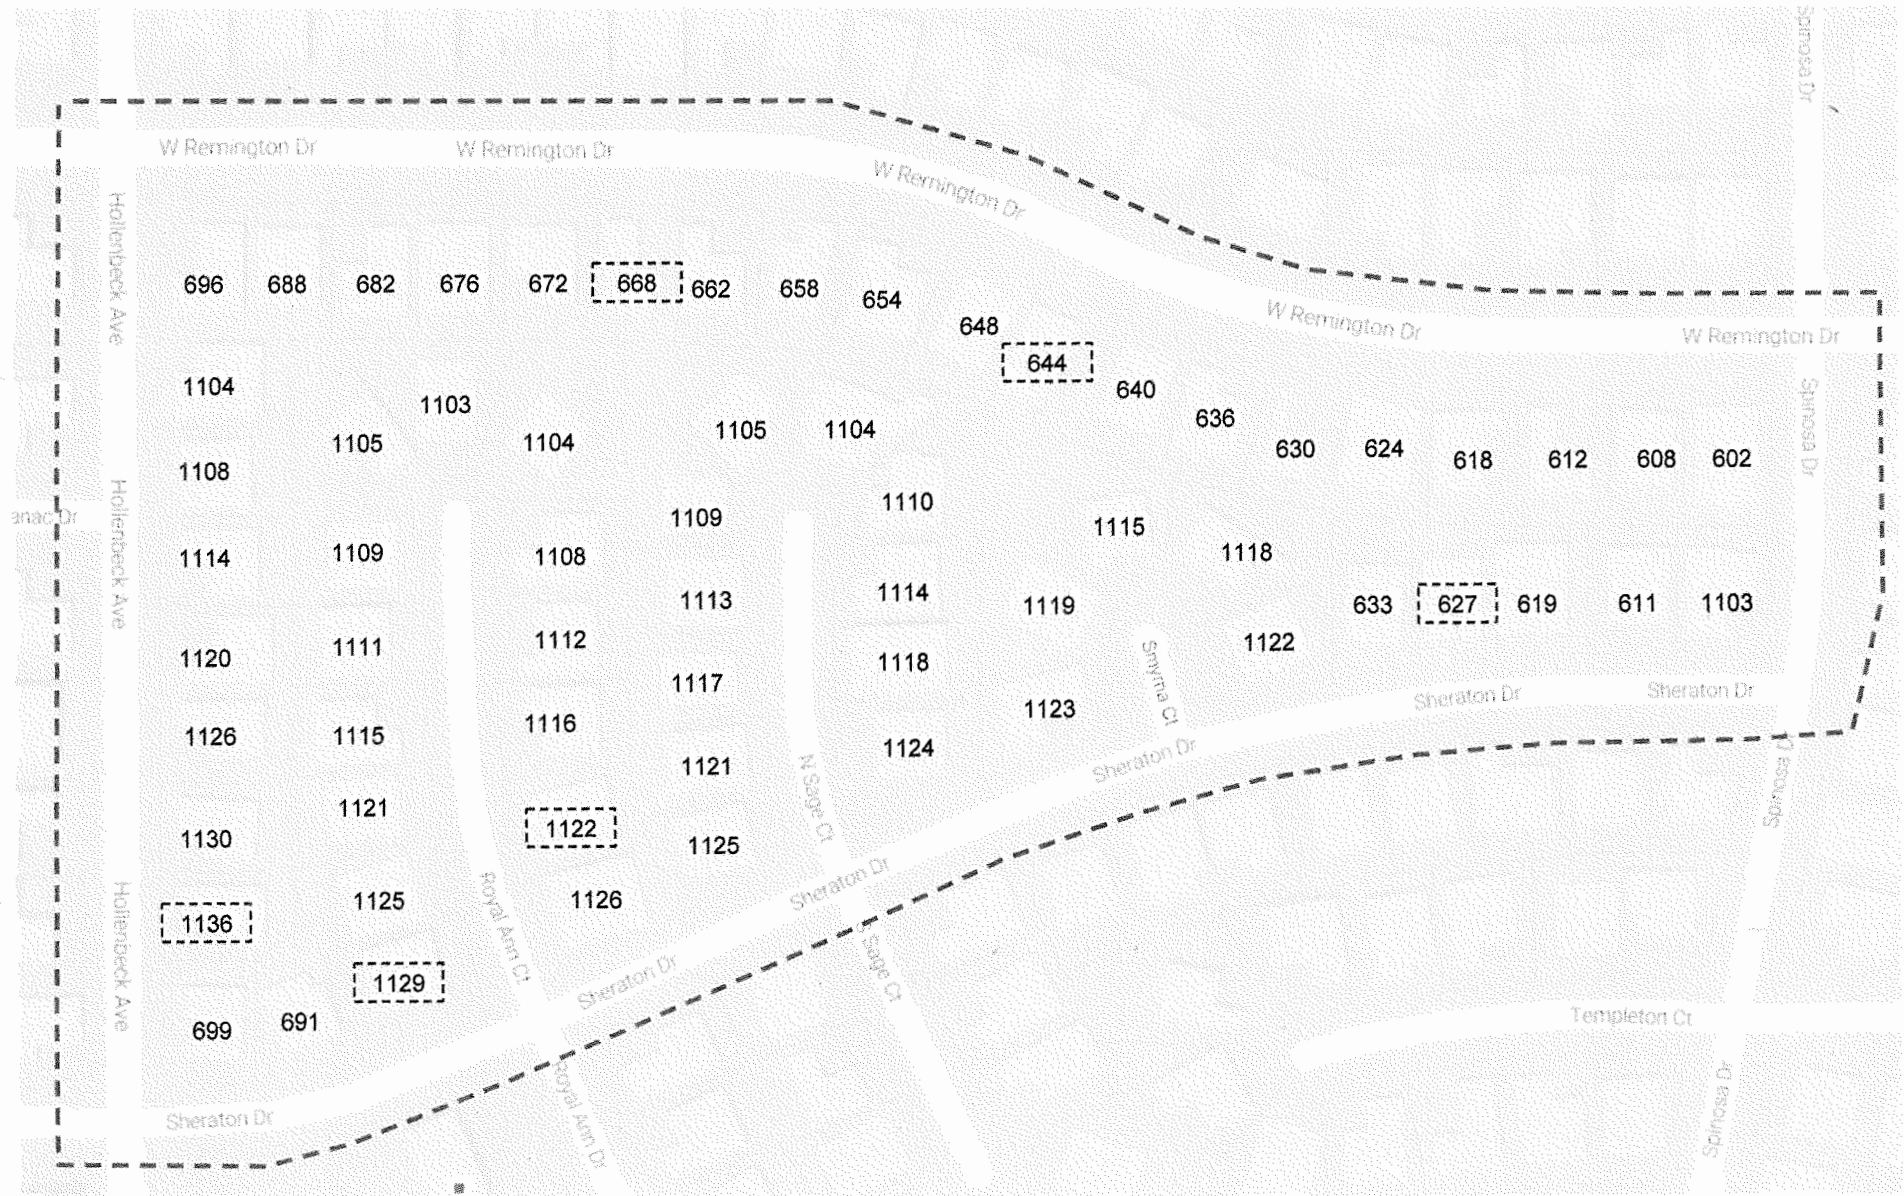 Spinosa Dr
W Remington Dr
W Remington Dr
W Remington Dr
Hollenbeck Ave
696 688 682 676 672 668 662 658 654
648
W Remington Dr
W Remington Dr
644
1104
640
Spinosa Dr
1103
636
1105 1104 1105 1104
630 624 618 612 608 602
1108
Hollenbeck Ave
1110
Dr
1109
1115
1114 1109 1108
1118
1113 1114 1119
633 627 619 611 1103
1120 1111 1112
1122
1117 1118
Smyrna Ct
Sheraton Dr
Sheraton Dr
1126 1115 1116
1123
1124
Sheraton Dr
1121
N Sage Ct
Spinosa Dr
1121
1130
1122
1125
Sheraton Dr
1136
1125
1126
Hollenbeck Ave
Royal Ann Ct
1129
Sheraton Dr
S Sage Ct
699 691
Templeton Ct
Sheraton Dr
Royal Ann Dr
Spinosa Dr